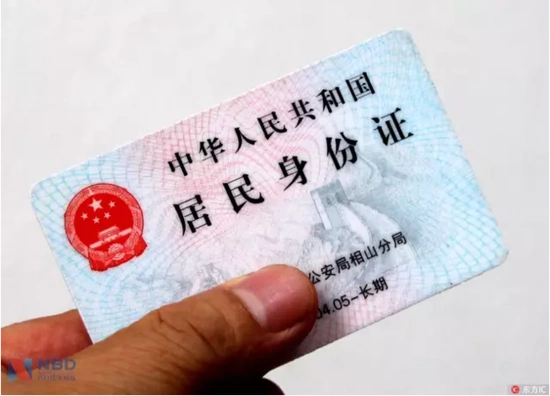 中华人民共和国
居民身份证
公安局相山分局
04.05-长期
NBD
东方IC